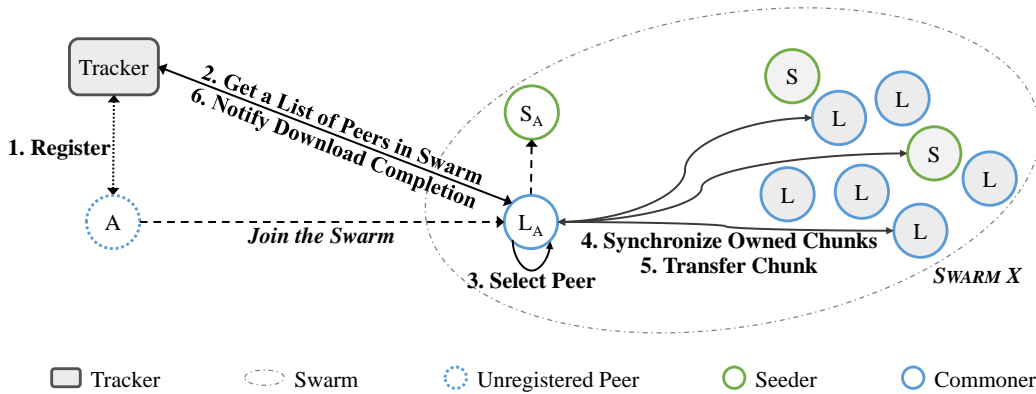 Tracker
2. Get a List of Peers in Swarm
6. Notify Download Completion
1. Register
A
Join the Swarm
S_A
L_A
3. Select Peer
S
L
L
S
L
L
L
L
4. Synchronize Owned Chunks
5. Transfer Chunk
SWARM X
Tracker
Swarm
Unregistered Peer
Seeder
Commoner